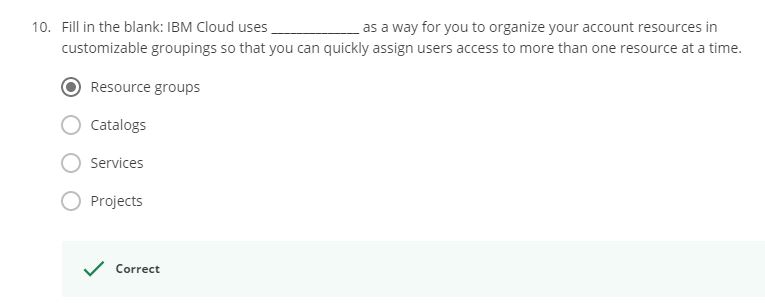 10. Fill in the blank: IBM Cloud uses _____________ as a way for you to organize your account resources in
customizable groupings so that you can quickly assign users access to more than one resource at a time.
Resource groups
Catalogs
Services
Projects
Correct